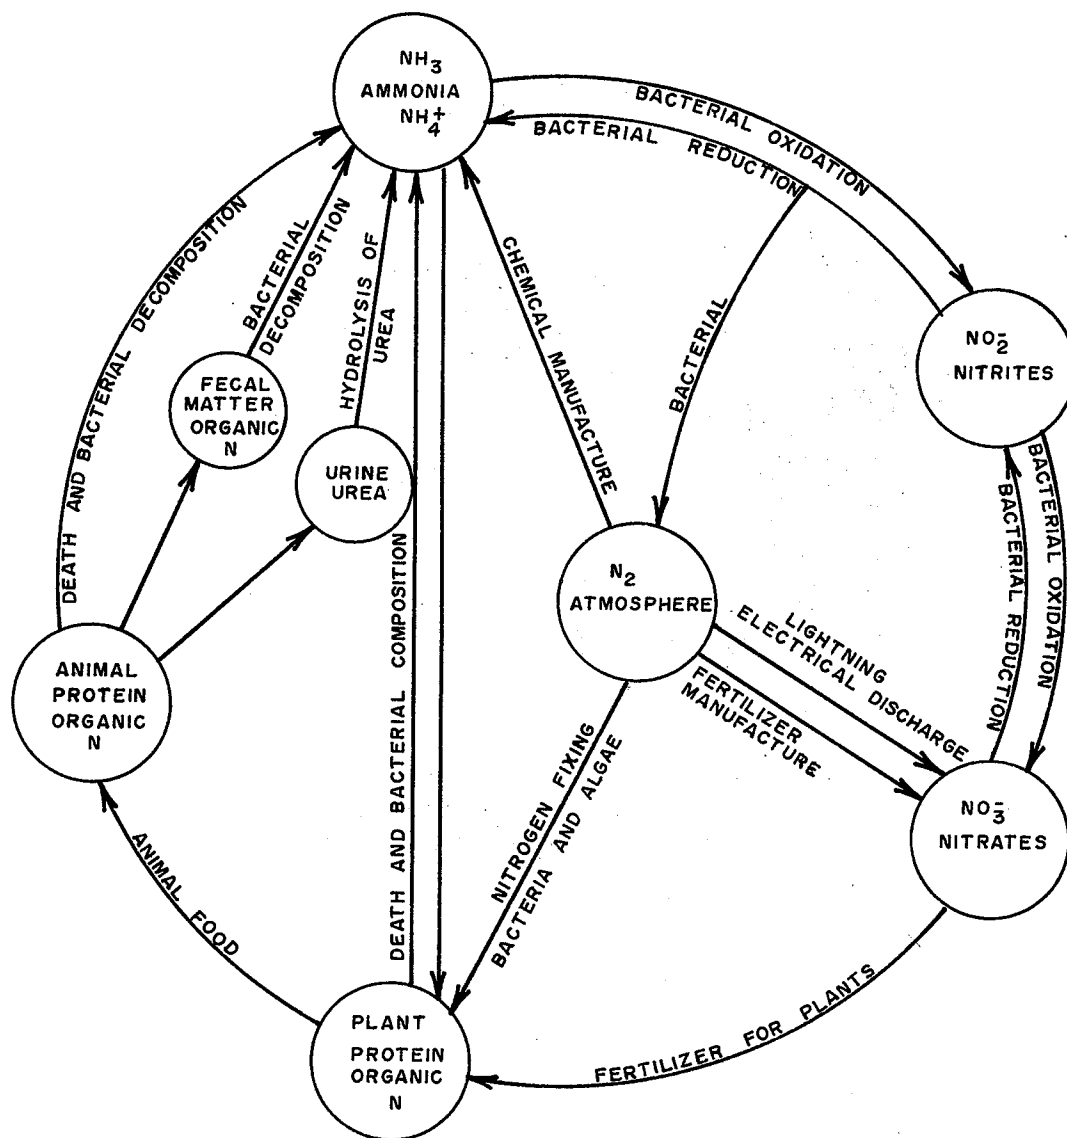 NH3
AMMONIA
NH4+
BACTERIAL OXIDATION
BACTERIAL REDUCTION
DEATH AND BACTERIAL DECOMPOSITION
BACTERIAL
DECOMPOSITION
HYDROLYSIS OF
UREA
CHEMICAL MANUFACTURE
BACTERIAL
NO2-
NITRITES
FECAL
MATTER
ORGANIC
N
URINE
UREA
BACTERIAL OXIDATION
BACTERIAL REDUCTION
N2
ATMOSPHERE
LIGHTNING
ELECTRICAL DISCHARGE
FERTILIZER
MANUFACTURE
ANIMAL
PROTEIN
ORGANIC
N
DEATH AND BACTERIAL COMPOSITION
NITROGEN FIXING
BACTERIA AND ALGAE
NO3-
NITRATES
ANIMAL FOOD
FERTILIZER FOR PLANTS
PLANT
PROTEIN
ORGANIC
N